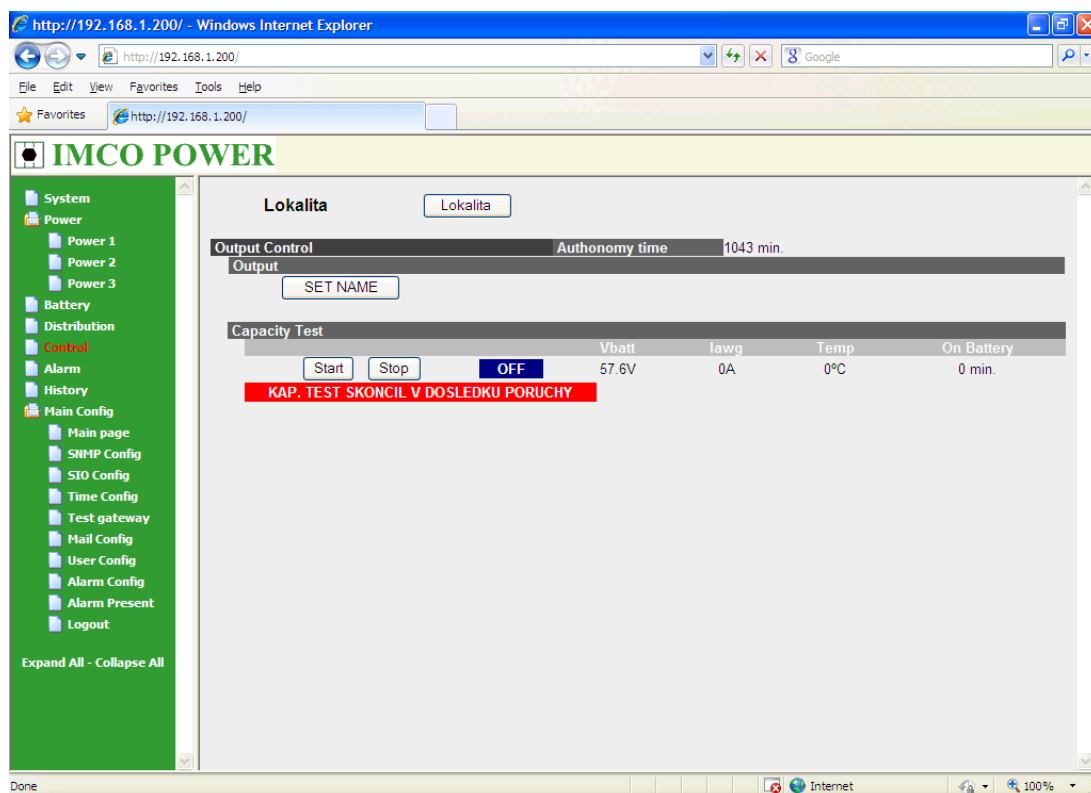 http://192.168.1.200/ - Windows Internet Explorer
http://192.168.1.200/
Google
File Edit View Favorites Tools Help
Favorites http://192.168.1.200/
IMCO POWER
System
Power
Power 1
Power 2
Power 3
Battery
Distribution
Control
Alarm
History
Main Config
Main page
SNMP Config
SIO Config
Time Config
Test gateway
Mail Config
User Config
Alarm Config
Alarm Present
Logout
Expand All - Collapse All
Lokalita Lokalita
Output Control Authonomy time 1043 min.
Output
SET NAME
Capacity Test
Vbatt Iawg Temp On Battery
Start Stop OFF 57.6V 0A 0ºC 0 min.
KAP. TEST SKONCIL V DOSLEDKU PORUCHY
Done Internet 100%